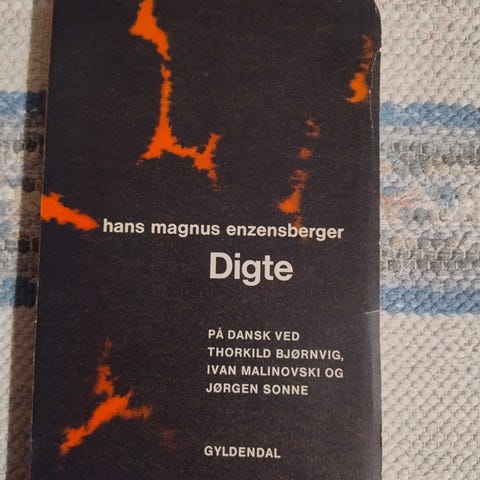 hans magnus enzensberger
Digte
PÅ DANSK VED
THORKILD BJØRNVIG,
IVAN MALINOVSKI OG
JØRGEN SONNE
GYLDENDAL